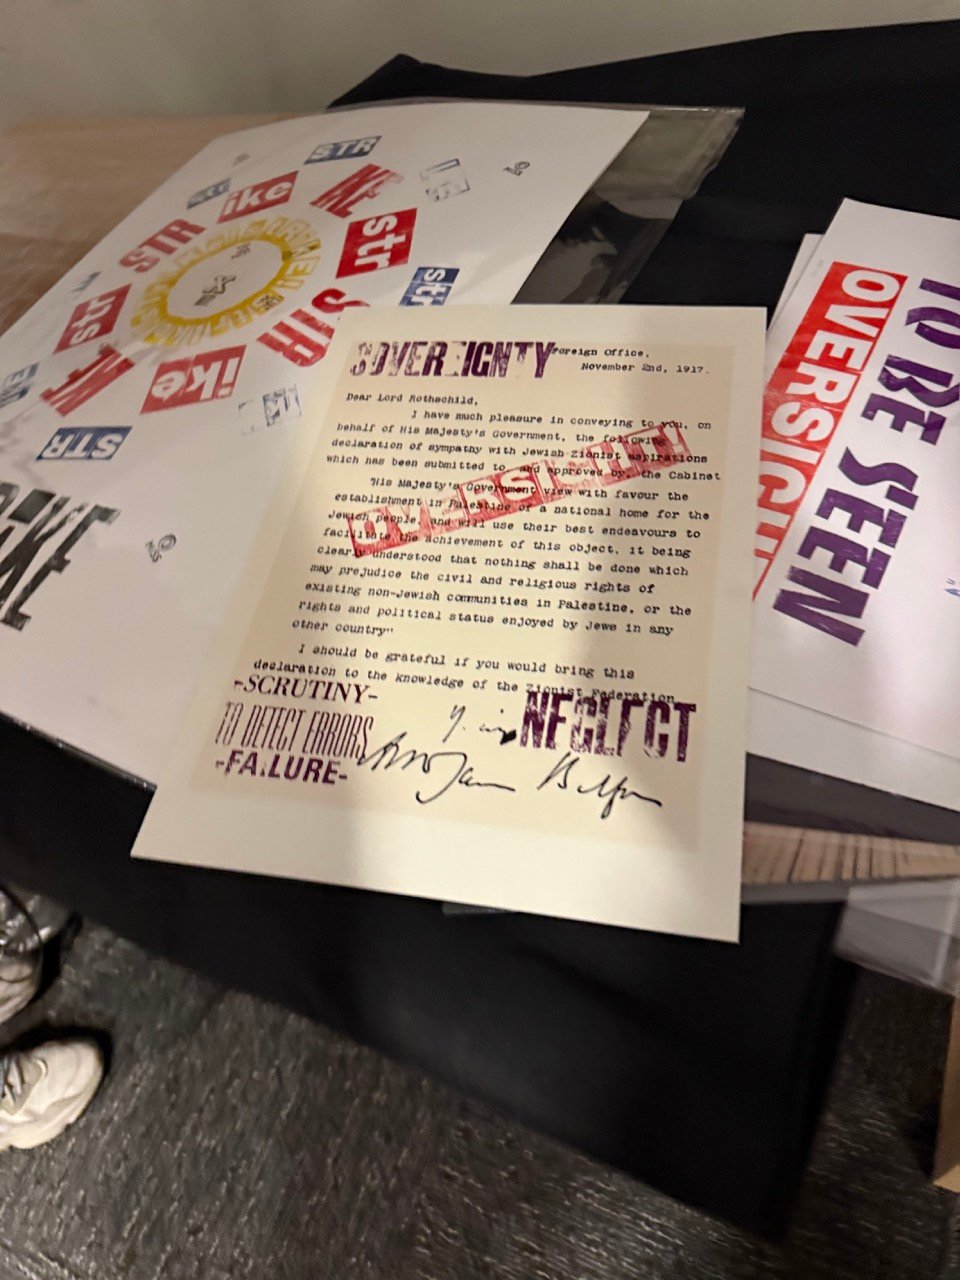 STR
ike
STR
str
STR
str
str
ike
STR
STR
IKE
SOVEREIGNTY
Foreign Office,
November 2nd, 1917.
Dear Lord Rothschild,
I have much pleasure in conveying to you, on
behalf of His Majesty's Government, the following
declaration of sympathy with Jewish Zionist aspirations
which has been submitted to, and approved by, the Cabinet
"His Majesty's Government view with favour the
establishment in Palestine of a national home for the
Jewish people, and will use their best endeavours to
facilitate the achievement of this object, it being
clearly understood that nothing shall be done which
may prejudice the civil and religious rights of
existing non-Jewish communities in Palestine, or the
rights and political status enjoyed by Jews in any
other country"
I should be grateful if you would bring this
declaration to the knowledge of the Zionist Federation
OVERSIGHT
-SCRUTINY-
TO DETECT ERRORS
-FAILURE-
NEGLECT
Arthur James Balfour
TO BE SEEN
OVERSIGHT